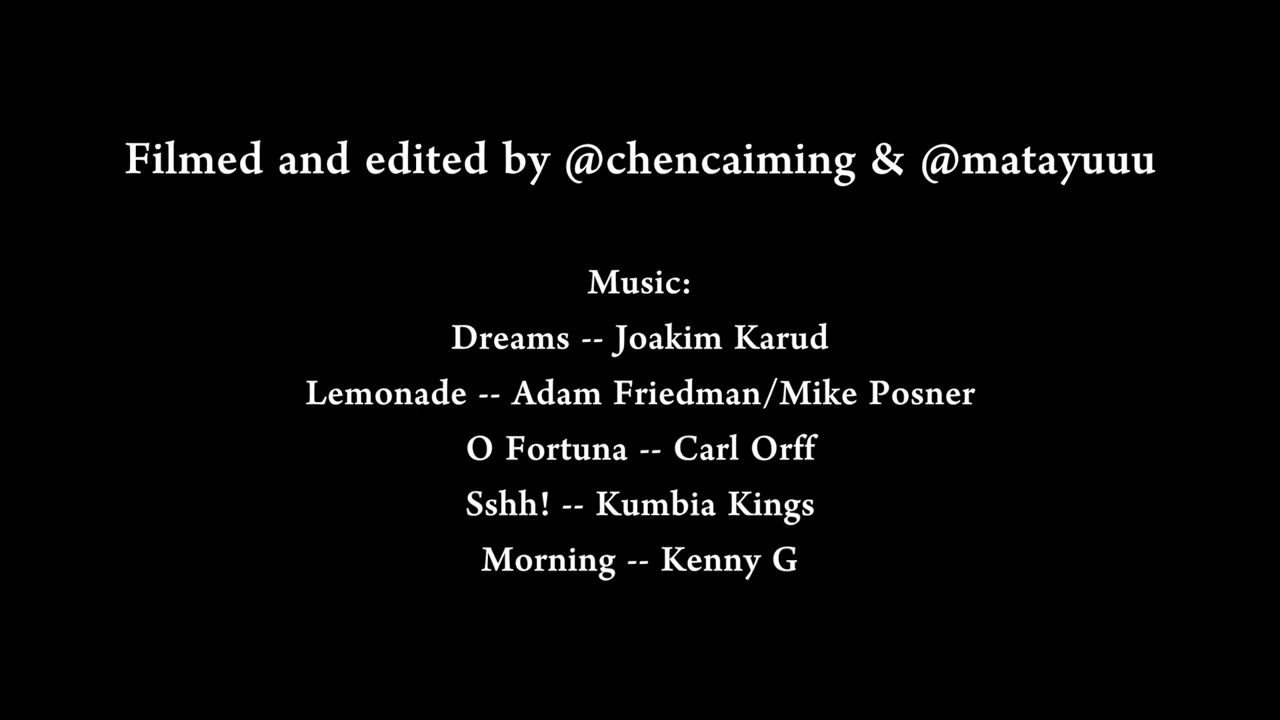 Filmed and edited by @chencaiming & @matayuuu
Music:
Dreams -- Joakim Karud
Lemonade -- Adam Friedman/Mike Posner
O Fortuna -- Carl Orff
Sshh! -- Kumbia Kings
Morning -- Kenny G